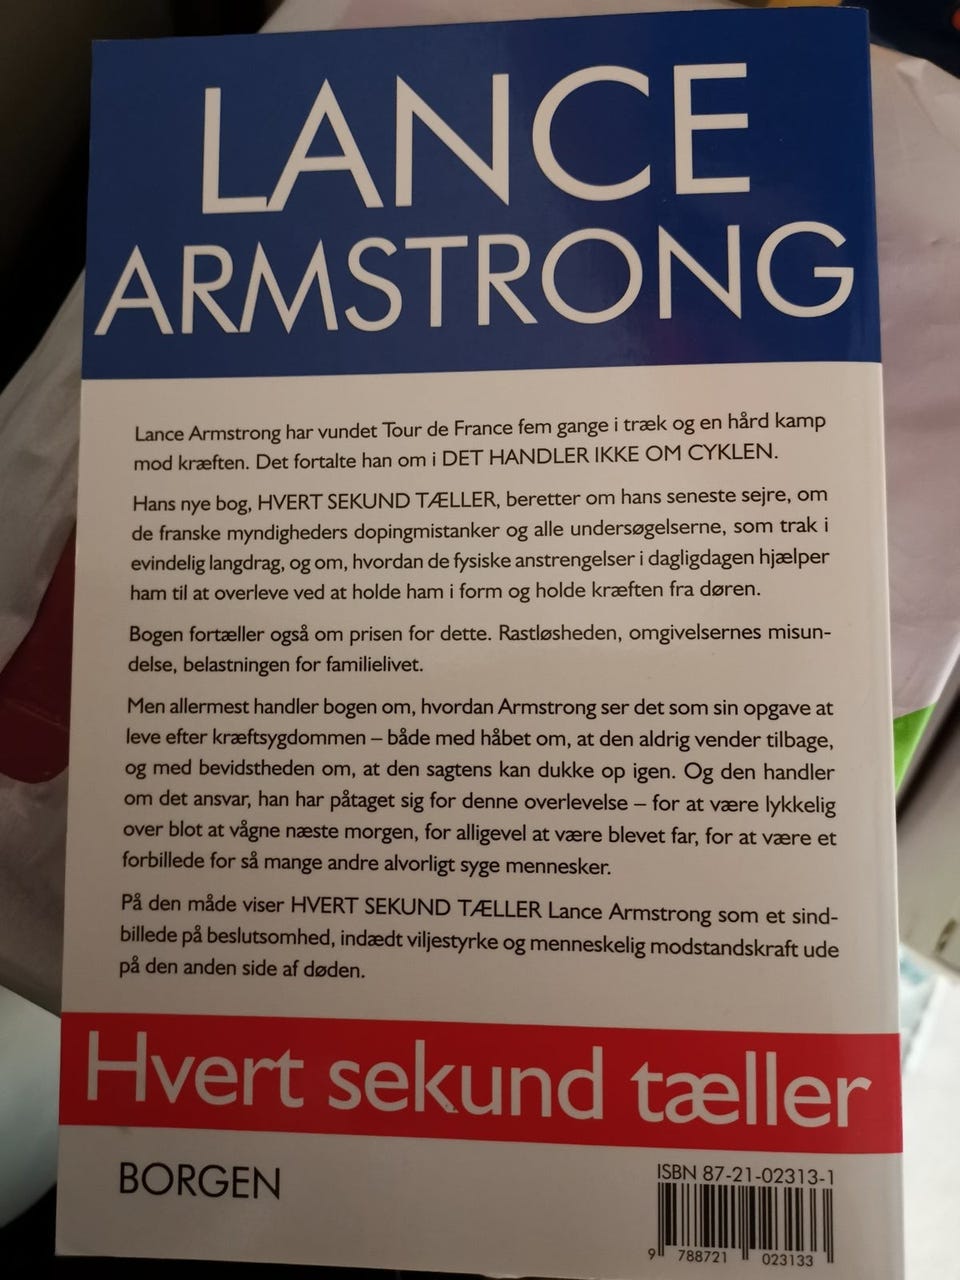 LANCE
ARMSTRONG
Lance Armstrong har vundet Tour de France fem gange i træk og en hård kamp
mod kræften. Det fortalte han om i DET HANDLER IKKE OM CYKLEN.
Hans nye bog, HVERT SEKUND TÆLLER, beretter om hans seneste sejre, om
de franske myndigheders dopingmistanker og alle undersøgelserne, som trak i
evindelig langdrag, og om, hvordan de fysiske anstrengelser i dagligdagen hjælper
ham til at overleve ved at holde ham i form og holde kræften fra døren.
Bogen fortæller også om prisen for dette. Rastløsheden, omgivelsernes misun-
delse, belastningen for familielivet.
Men allermest handler bogen om, hvordan Armstrong ser det som sin opgave at
leve efter kræftsygdommen – både med håbet om, at den aldrig vender tilbage,
og med bevidstheden om, at den sagtens kan dukke op igen. Og den handler
om det ansvar, han har påtaget sig for denne overlevelse – for at være lykkelig
over blot at vågne næste morgen, for alligevel at være blevet far, for at være et
forbillede for så mange andre alvorligt syge mennesker.
På den måde viser HVERT SEKUND TÆLLER Lance Armstrong som et sind-
billede på beslutsomhed, indædt viljestyrke og menneskelig modstandskraft ude
på den anden side af døden.
Hvert sekund tæller
BORGEN
ISBN 87-21-02313-1
9 788721 023133